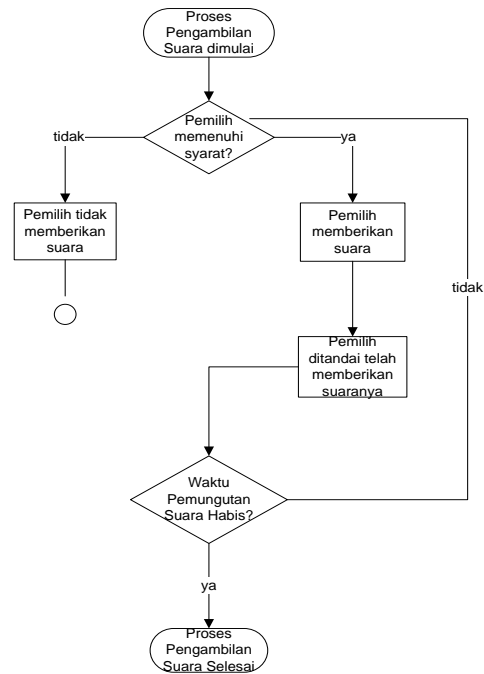 Proses
Pengambilan
Suara dimulai
Pemilih
memenuhi
syarat?
tidak
ya
Pemilih tidak
memberikan
suara
Pemilih
memberikan
suara
tidak
Pemilih
ditandai telah
memberikan
suaranya
Waktu
Pemungutan
Suara Habis?
ya
Proses
Pengambilan
Suara Selesai